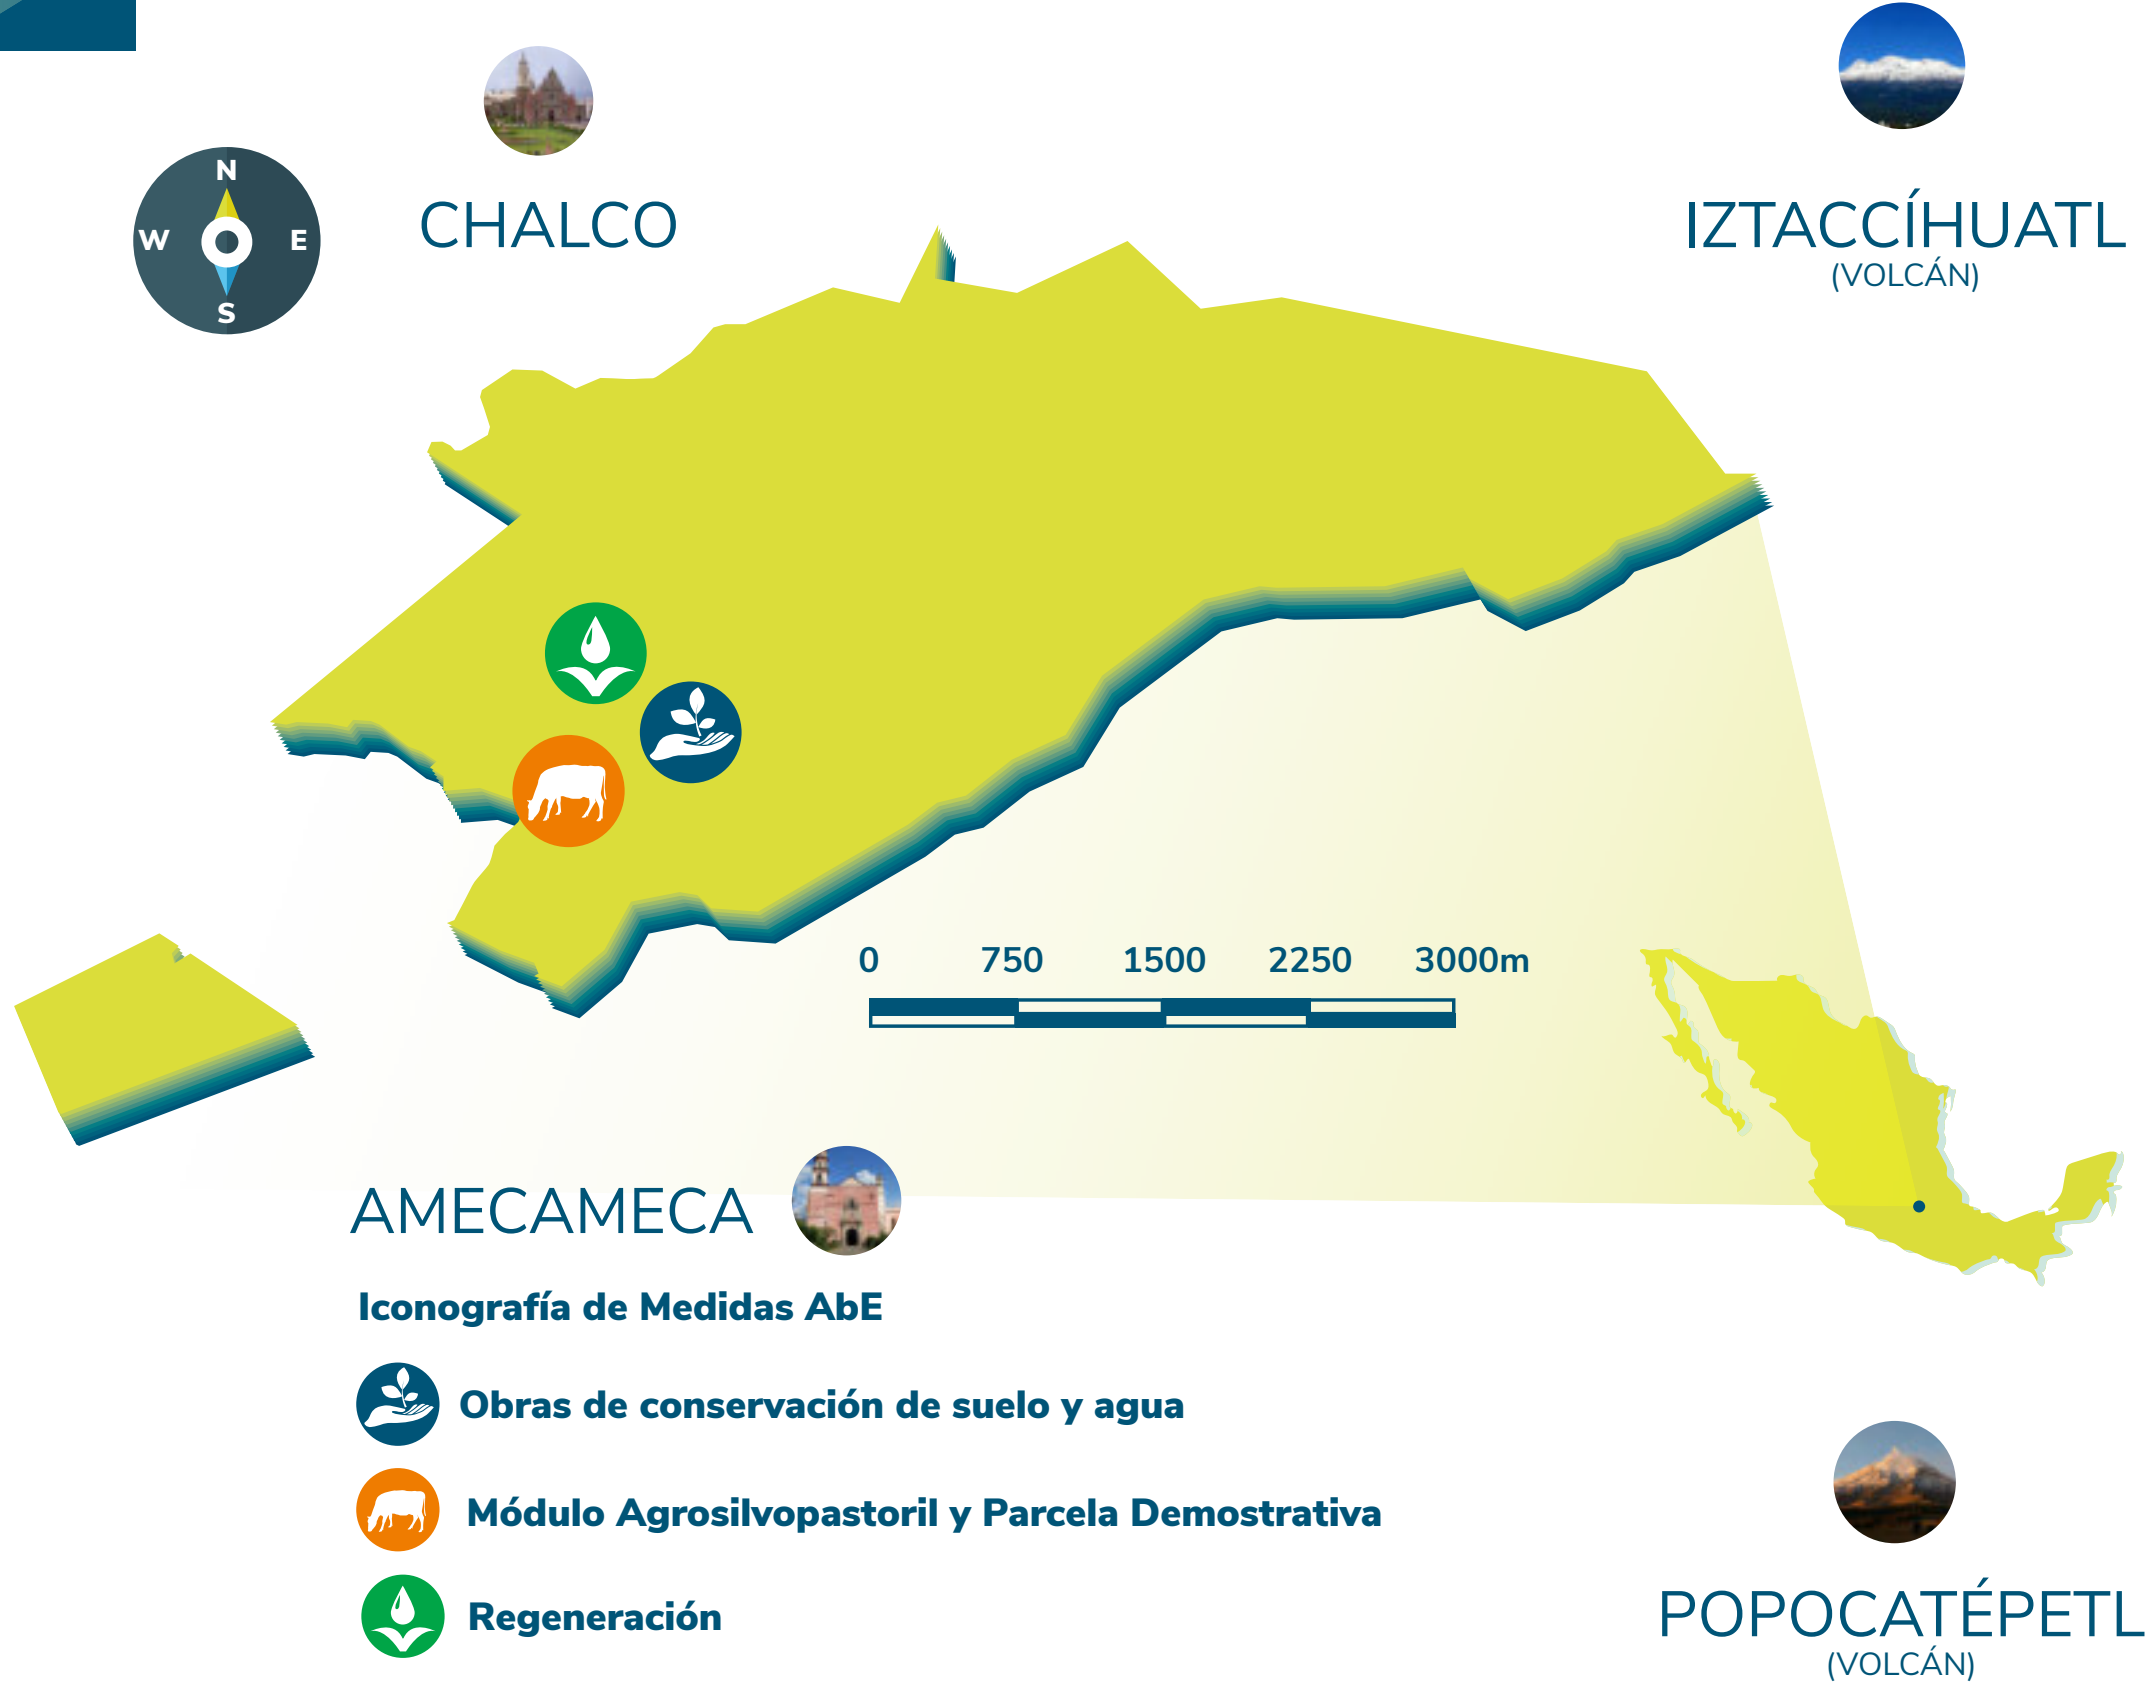 CHALCO
IZTACCÍHUATL
(VOLCÁN)
N
W
E
S
0 750 1500 2250 3000m
AMECAMECA
Iconografía de Medidas AbE
Obras de conservación de suelo y agua
Módulo Agrosilvopastoril y Parcela Demostrativa
Regeneración
POPOCATÉPETL
(VOLCÁN)